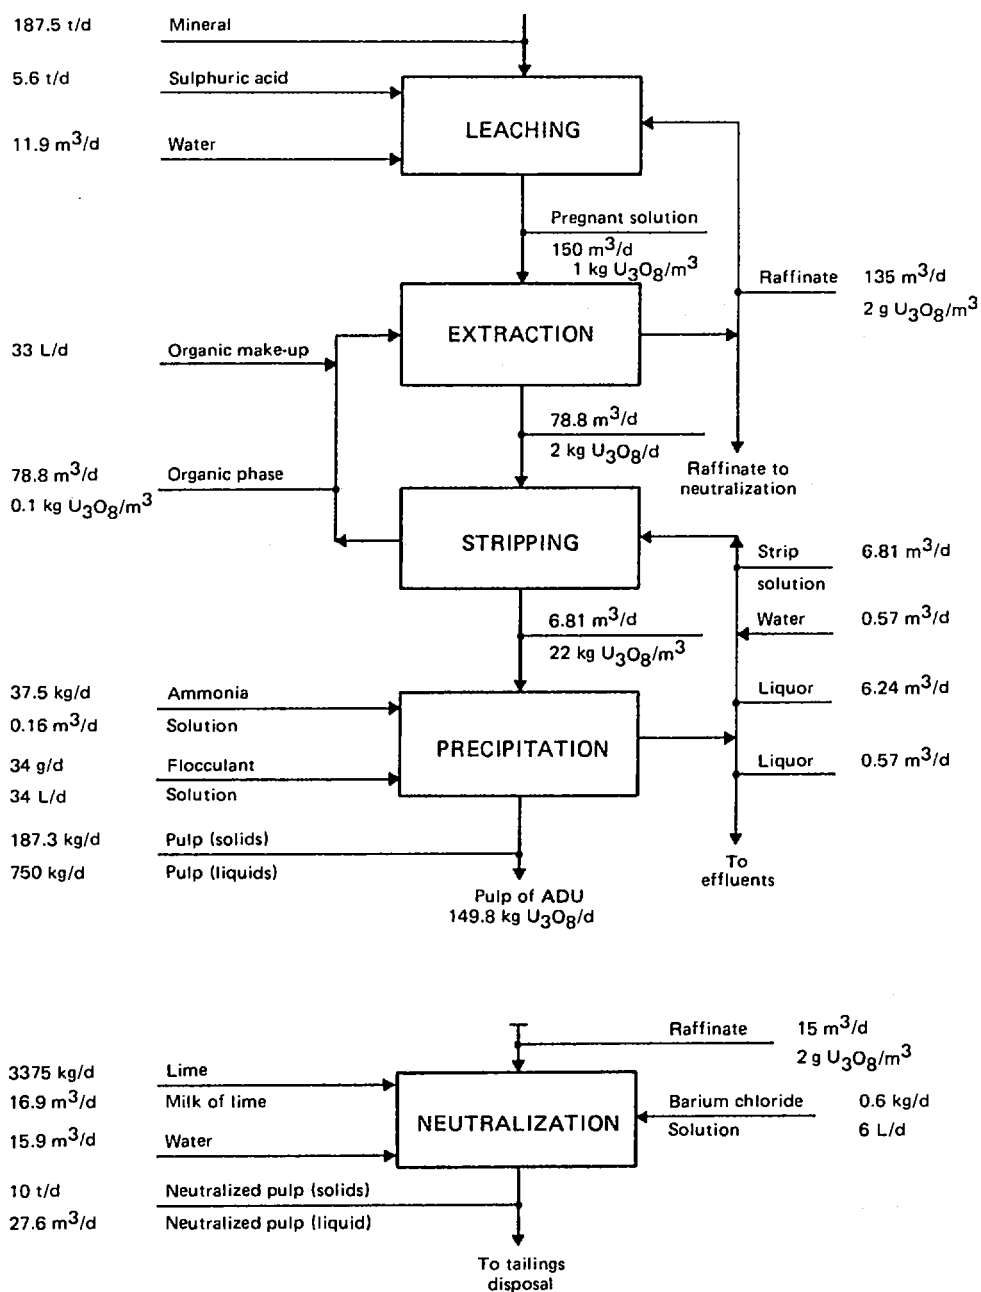 187.5 t/d Mineral
5.6 t/d Sulphuric acid
LEACHING
11.9 m³/d Water
Pregnant solution
150 m³/d
1 kg U₃O₈/m³
Raffinate 135 m³/d
2 g U₃O₈/m³
EXTRACTION
33 L/d Organic make-up
78.8 m³/d
2 kg U₃O₈/d
Raffinate to
neutralization
78.8 m³/d Organic phase
0.1 kg U₃O₈/m³
STRIPPING
Strip 6.81 m³/d
solution
Water 0.57 m³/d
6.81 m³/d
22 kg U₃O₈/m³
Liquor 6.24 m³/d
37.5 kg/d Ammonia
0.16 m³/d Solution
PRECIPITATION
34 g/d Flocculant
34 L/d Solution
Liquor 0.57 m³/d
187.3 kg/d Pulp (solids)
750 kg/d Pulp (liquids)
To
effluents
Pulp of ADU
149.8 kg U₃O₈/d
Raffinate 15 m³/d
2 g U₃O₈/m³
3375 kg/d Lime
16.9 m³/d Milk of lime
NEUTRALIZATION
Barium chloride 0.6 kg/d
Solution 6 L/d
15.9 m³/d Water
10 t/d Neutralized pulp (solids)
27.6 m³/d Neutralized pulp (liquid)
To tailings
disposal